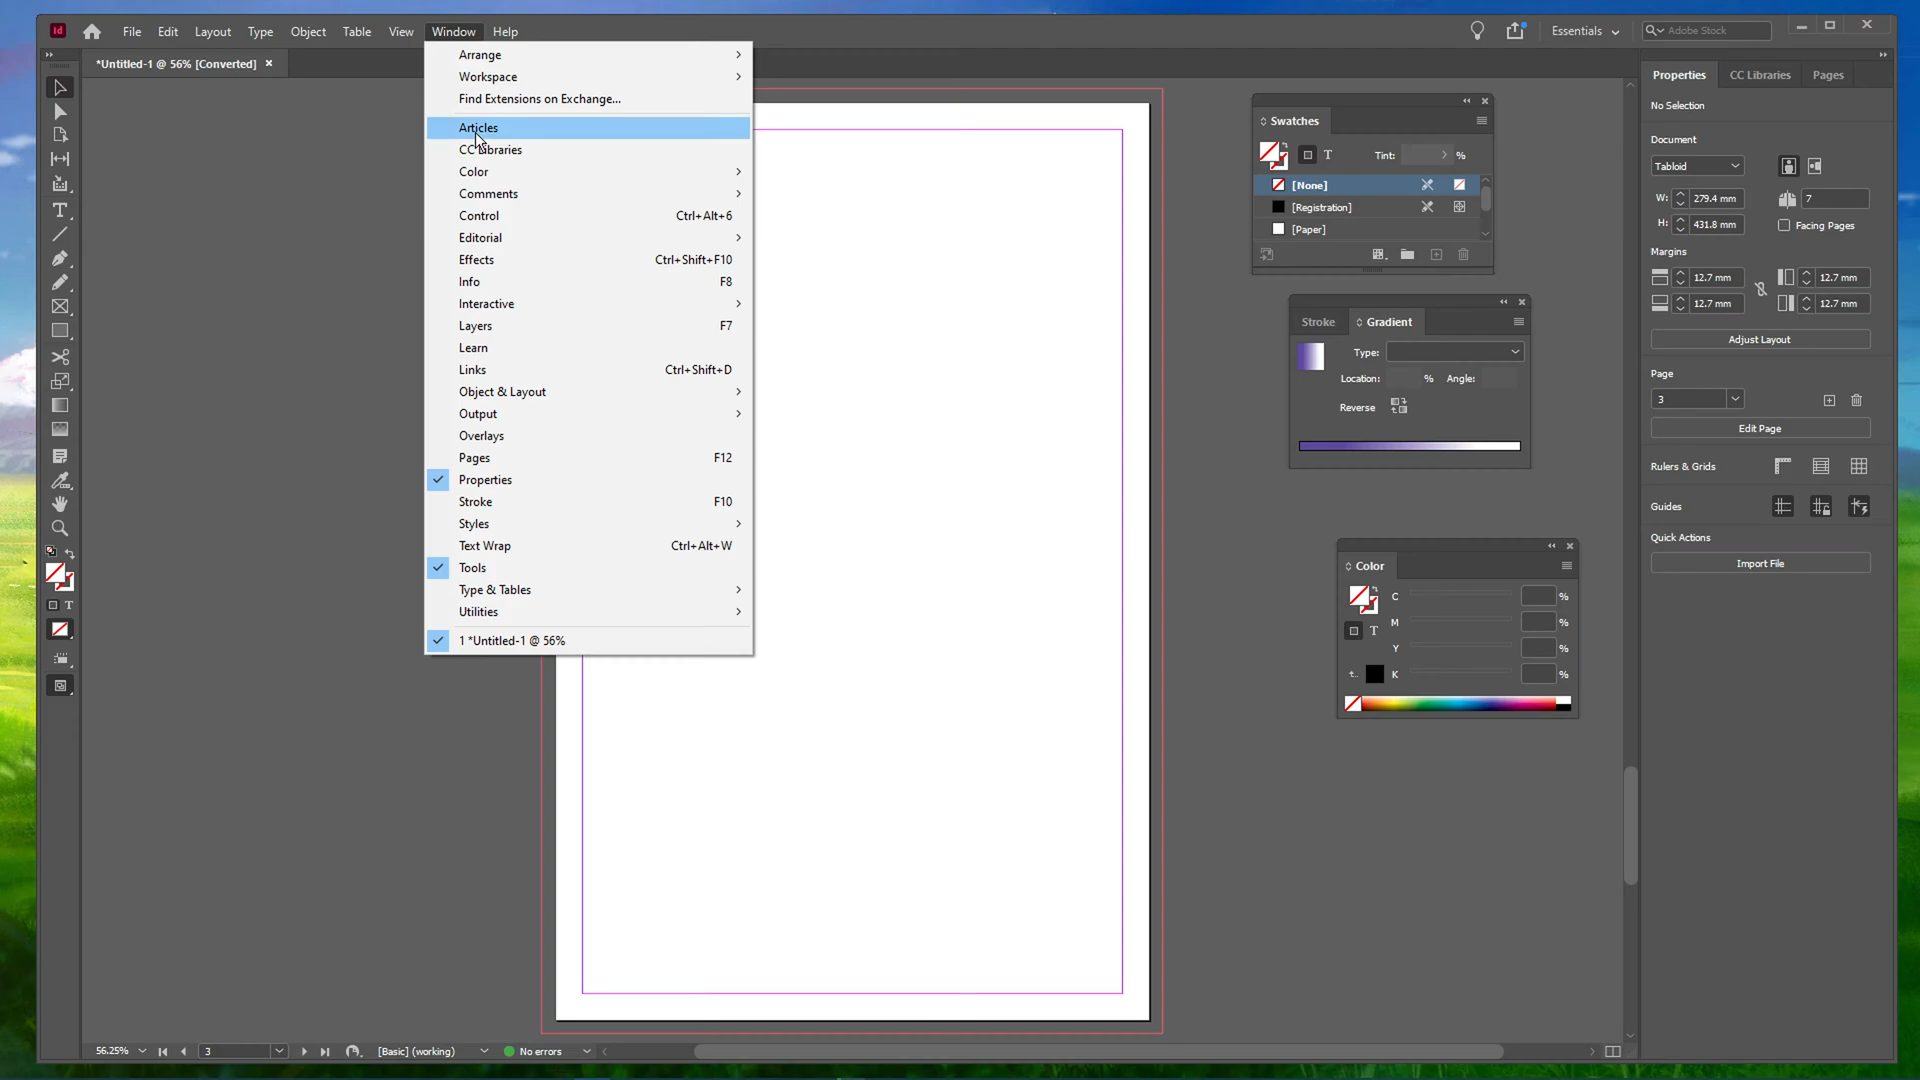 Id File Edit Layout Type Object Table View Window Help Essentials Adobe Stock
*Untitled-1 @ 56% [Converted] ×
Arrange
Workspace
Find Extensions on Exchange...
Articles
CC Libraries
Color
Comments
Control Ctrl+Alt+6
Editorial
Effects Ctrl+Shift+F10
Info F8
Interactive
Layers F7
Learn
Links Ctrl+Shift+D
Object & Layout
Output
Overlays
Pages F12
Properties
Stroke F10
Styles
Text Wrap Ctrl+Alt+W
Tools
Type & Tables
Utilities
1 *Untitled-1 @ 56%
Swatches
T Tint: %
[None]
[Registration]
[Paper]
Stroke Gradient
Type:
Location: % Angle:
Reverse
Color
C %
M %
T
Y %
t.. K %
Properties CC Libraries Pages
No Selection
Document
Tabloid
W: 279.4 mm 7
H: 431.8 mm Facing Pages
Margins
12.7 mm 12.7 mm
12.7 mm 12.7 mm
Adjust Layout
Page
3
Edit Page
Rulers & Grids
Guides
Quick Actions
Import File
56.25% 3 [Basic] (working) No errors